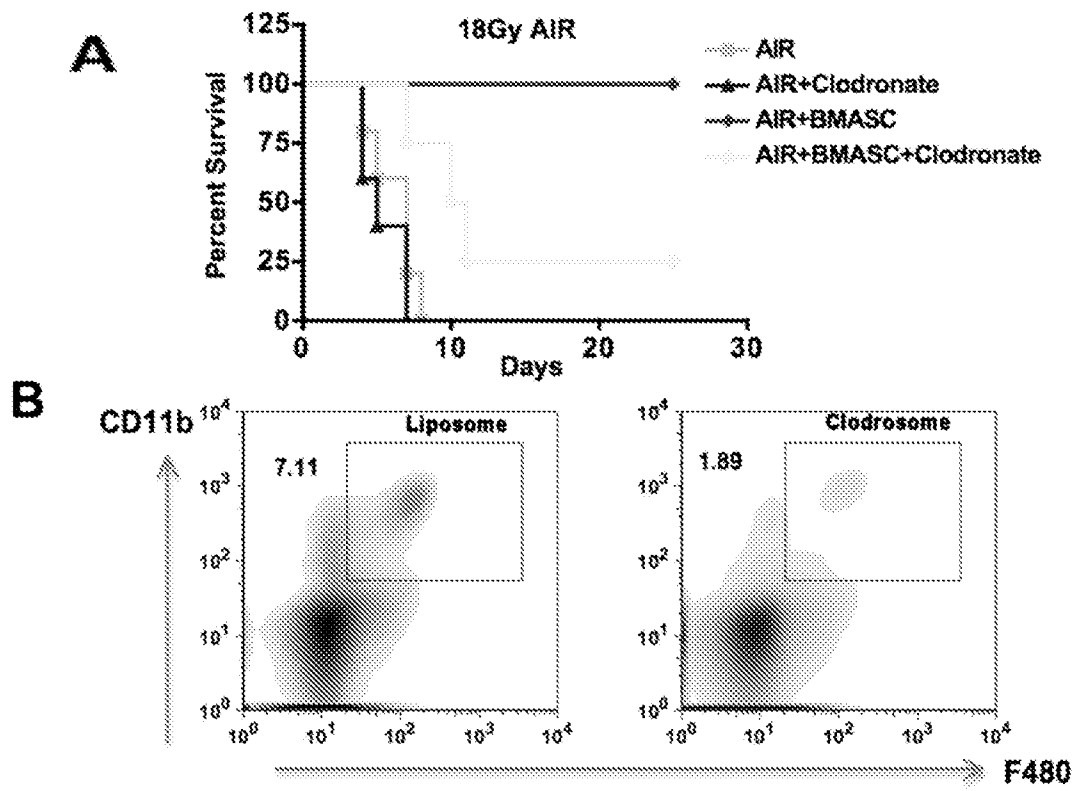 A
18Gy AIR
Percent Survival
125
100
75
50
25
0
0 10 20 30
Days
AIR
AIR+Clodronate
AIR+BMASC
AIR+BMASC+Clodronate
B
CD11b
Liposome
7.11
10⁴
10³
10²
10¹
10⁰
10⁰ 10¹ 10² 10³ 10⁴
Clodrosome
1.89
10⁴
10³
10²
10¹
10⁰
10⁰ 10¹ 10² 10³ 10⁴
F480